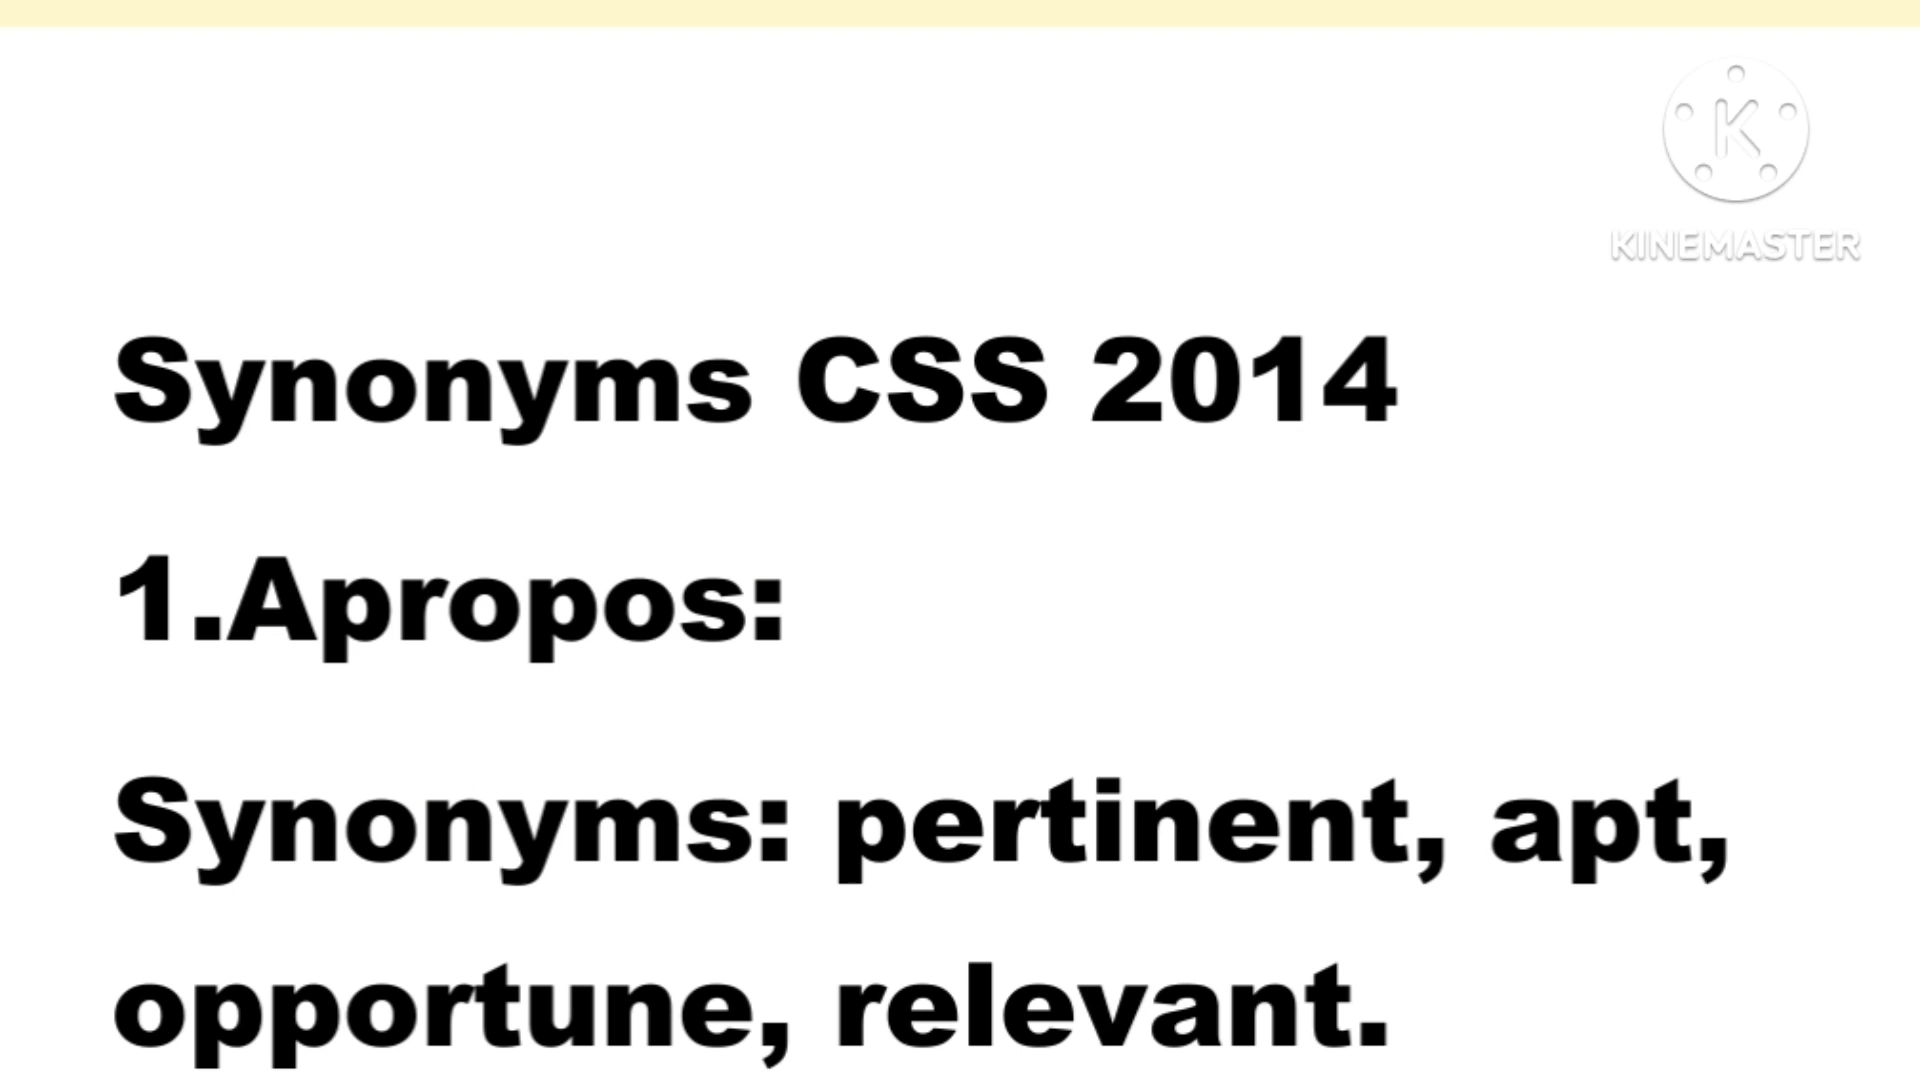 K
KINEMASTER
Synonyms CSS 2014
1.Apropos:
Synonyms: pertinent, apt,
opportune, relevant.